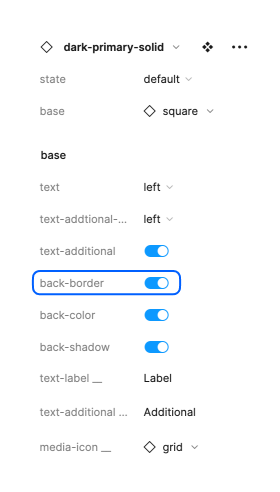 dark-primary-solid
state default
base square
base
text left
text-addtional-... left
text-additional
back-border
back-color
back-shadow
text-label __ Label
text-additional ... Additional
media-icon __ grid